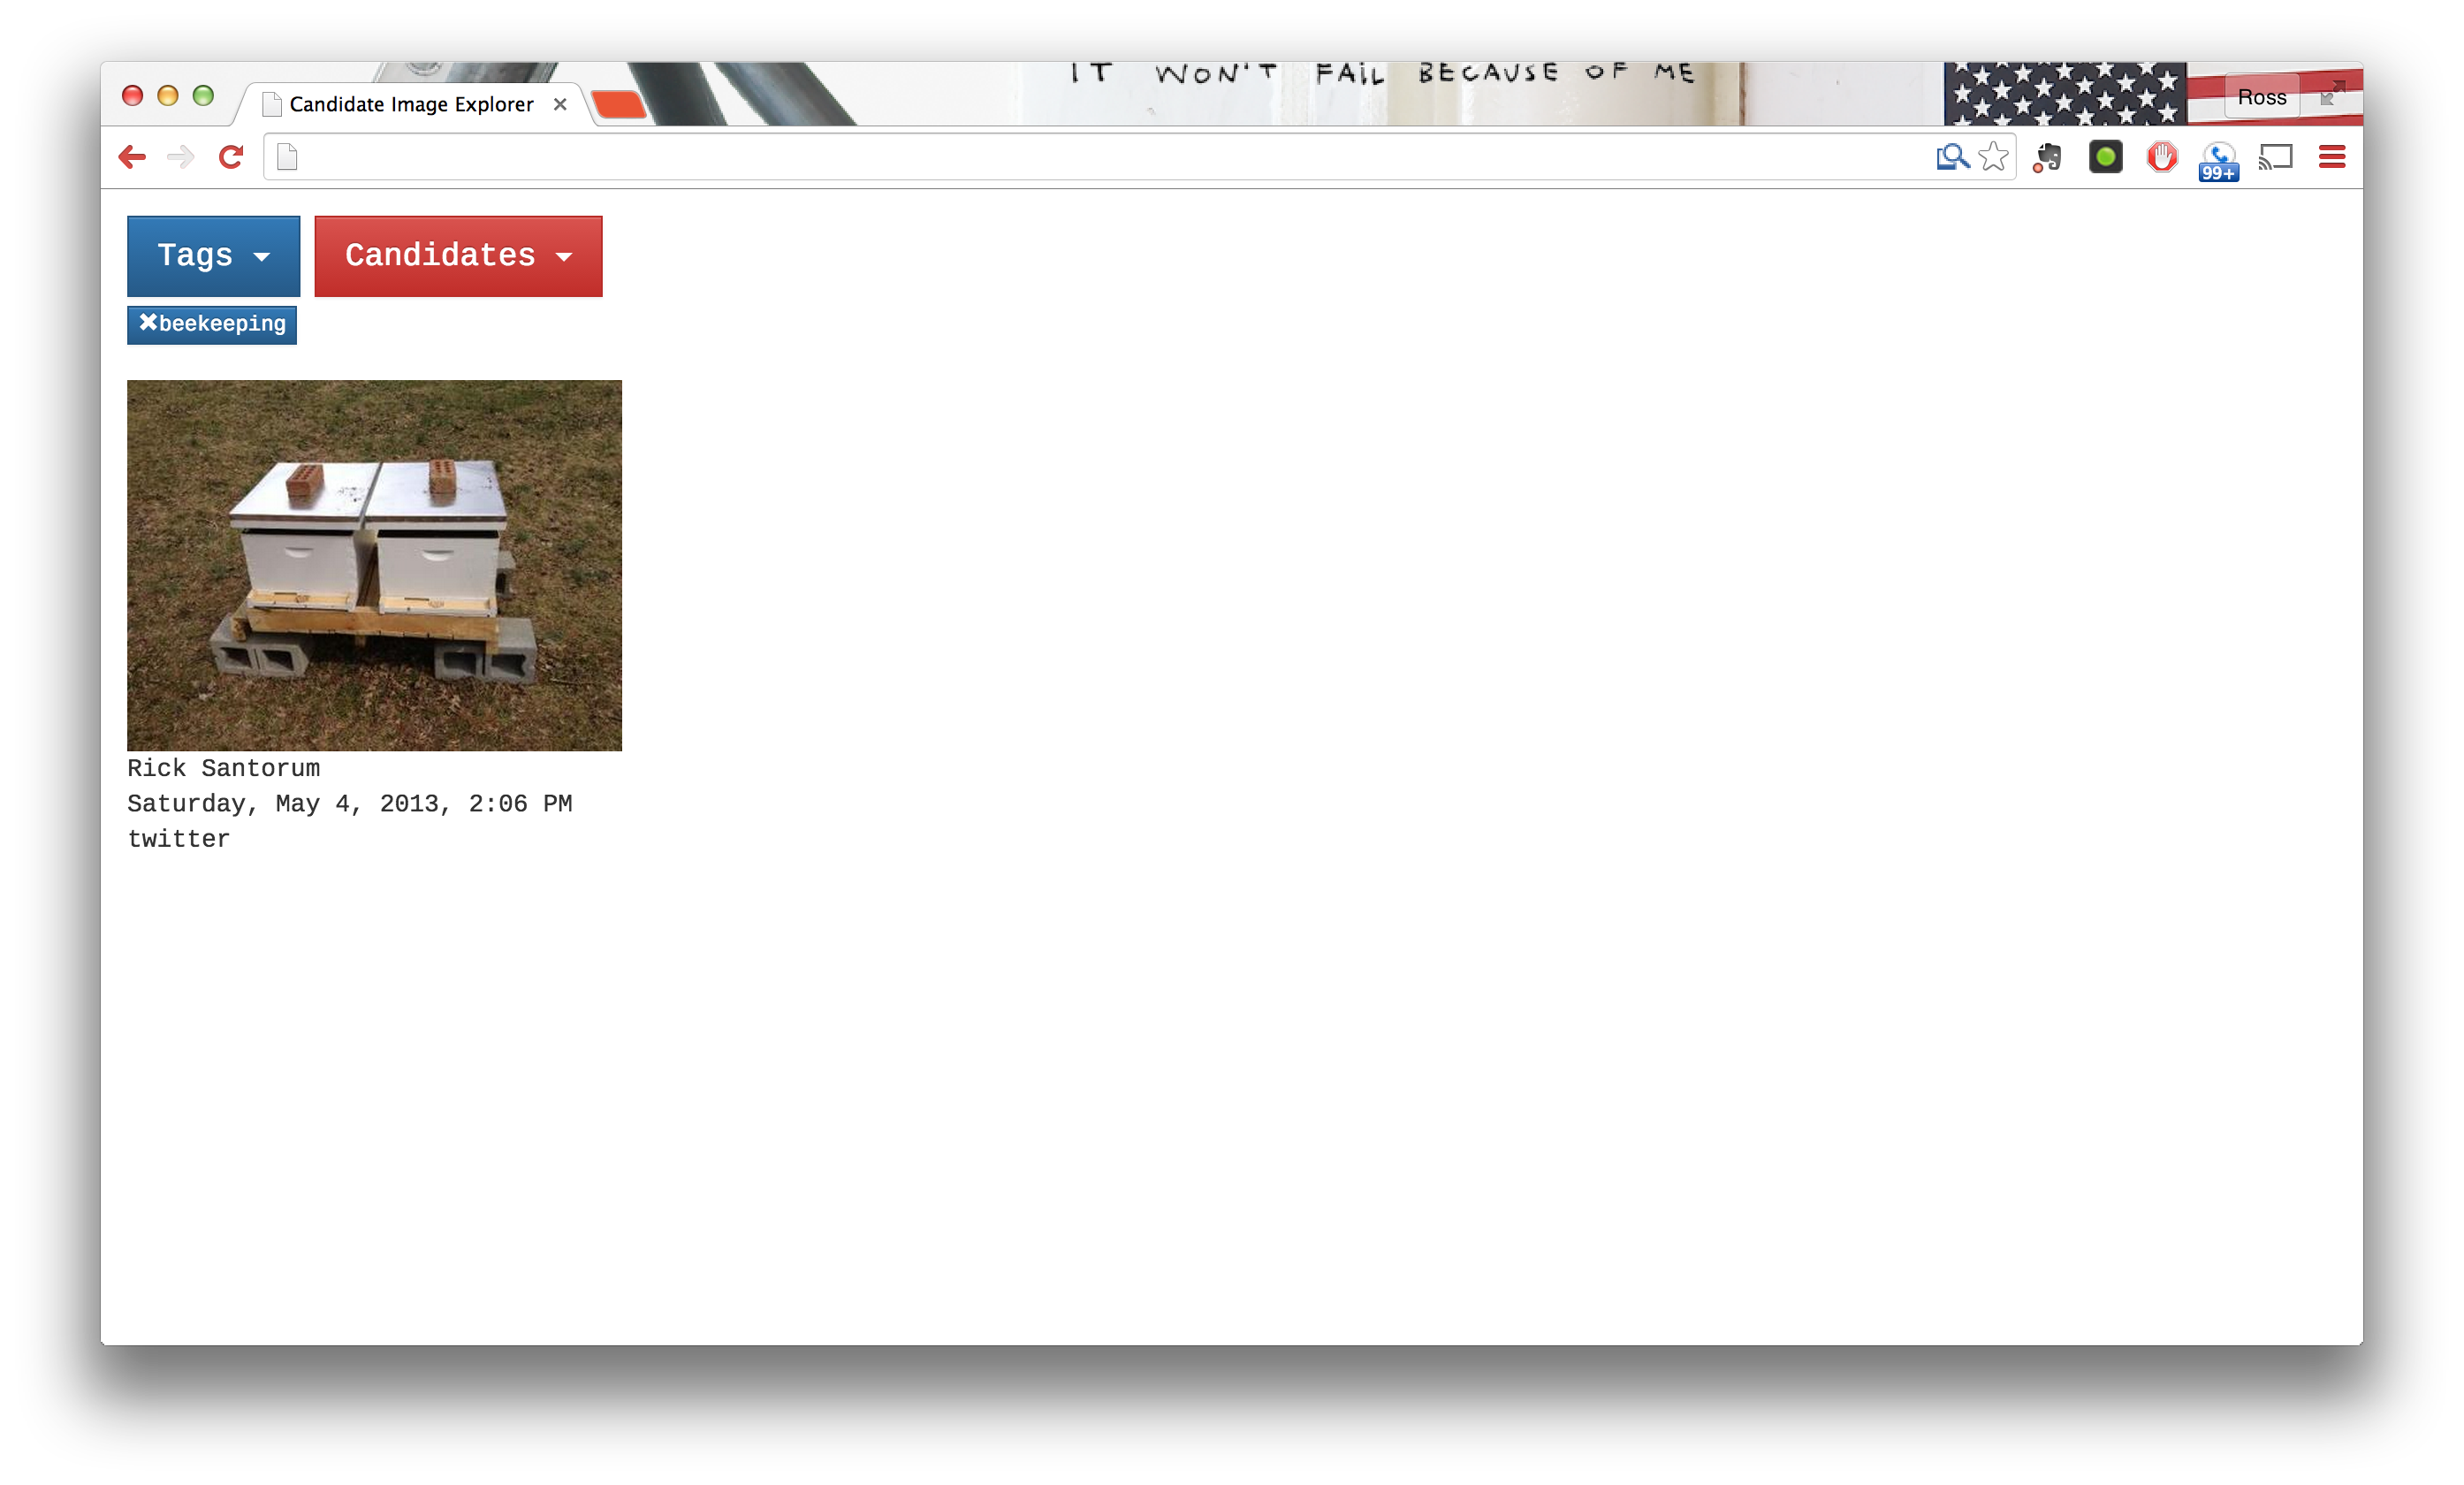 IT WON'T FAIL BECAUSE OF ME
Candidate Image Explorer
Ross
99+
Tags
Candidates
beekeeping
Rick Santorum
Saturday, May 4, 2013, 2:06 PM
twitter